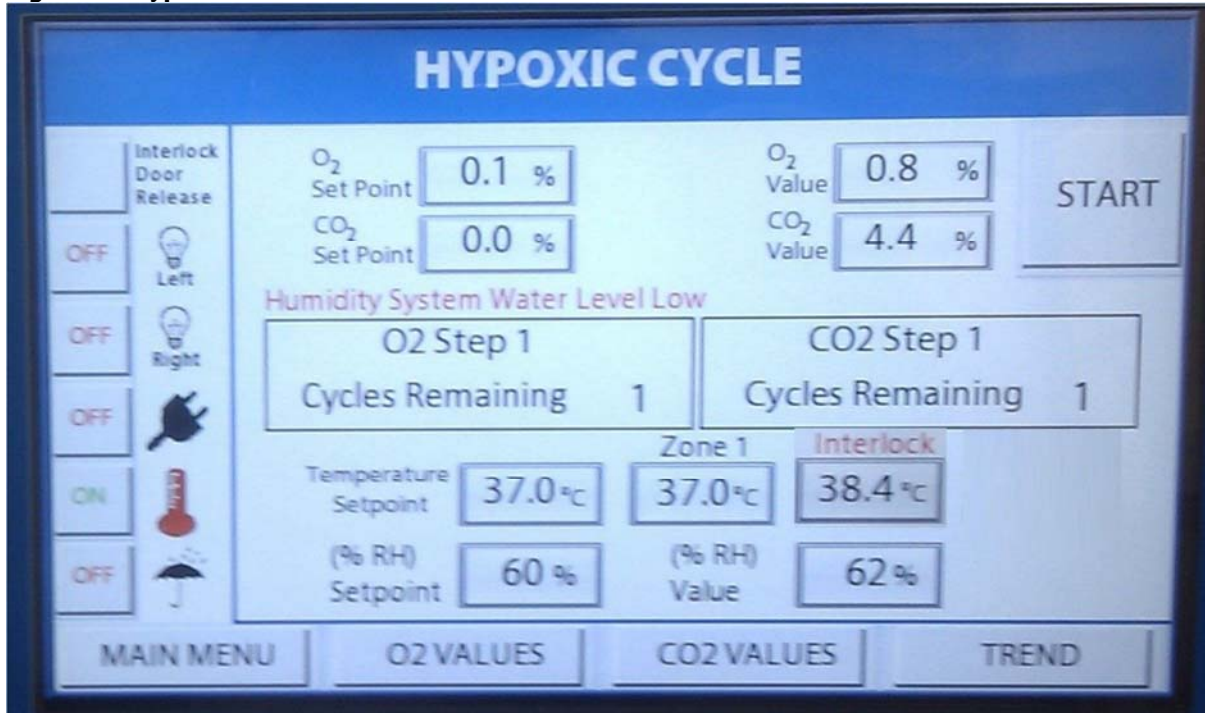 HYPOXIC CYCLE
Interlock
Door
Release
O2
Set Point
0.1 %
O2
Value
0.8 %
START
CO2
Set Point
0.0 %
CO2
Value
4.4 %
OFF
Left
Humidity System Water Level Low
OFF
Right
O2 Step 1
Cycles Remaining 1
CO2 Step 1
Cycles Remaining 1
OFF
Zone 1
Interlock
ON
Temperature
Setpoint
37.0°C
37.0°C
38.4°C
OFF
(% RH)
Setpoint
60 %
(% RH)
Value
62 %
MAIN MENU
O2 VALUES
CO2 VALUES
TREND